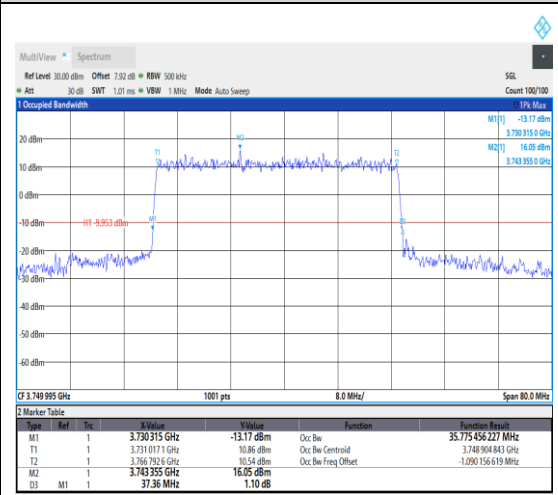 MultiView Spectrum
Ref Level 30.00 dBm Offset 7.92 dB RBW 500 kHz SGL
Att 30 dB SWT 1.01 ms VBW 1 MHz Mode Auto Sweep Count 100/100
1 Occupied Bandwidth 1Pk Max
M1[1] -13.17 dBm
3.730 315 0 GHz
M2[1] 16.05 dBm
3.743 355 0 GHz
20 dBm
M2
T1
T2
10 dBm
0 dBm
-10 dBm
H1 -9.953 dBm
M1
D3
-20 dBm
-30 dBm
-40 dBm
-50 dBm
-60 dBm
CF 3.749 995 GHz 1001 pts 8.0 MHz/ Span 80.0 MHz
2 Marker Table
Type Ref Trc X-Value Y-Value Function Function Result
M1 1 3.730315 GHz -13.17 dBm Occ Bw 35.775 456 227 MHz
T1 1 3.731 017 1 GHz 10.86 dBm Occ Bw Centroid 3.748 904 843 GHz
T2 1 3.766 792 6 GHz 10.54 dBm Occ Bw Freq Offset -1.090 156 619 MHz
M2 1 3.743 355 GHz 16.05 dBm
D3 M1 1 37.36 MHz 1.10 dB